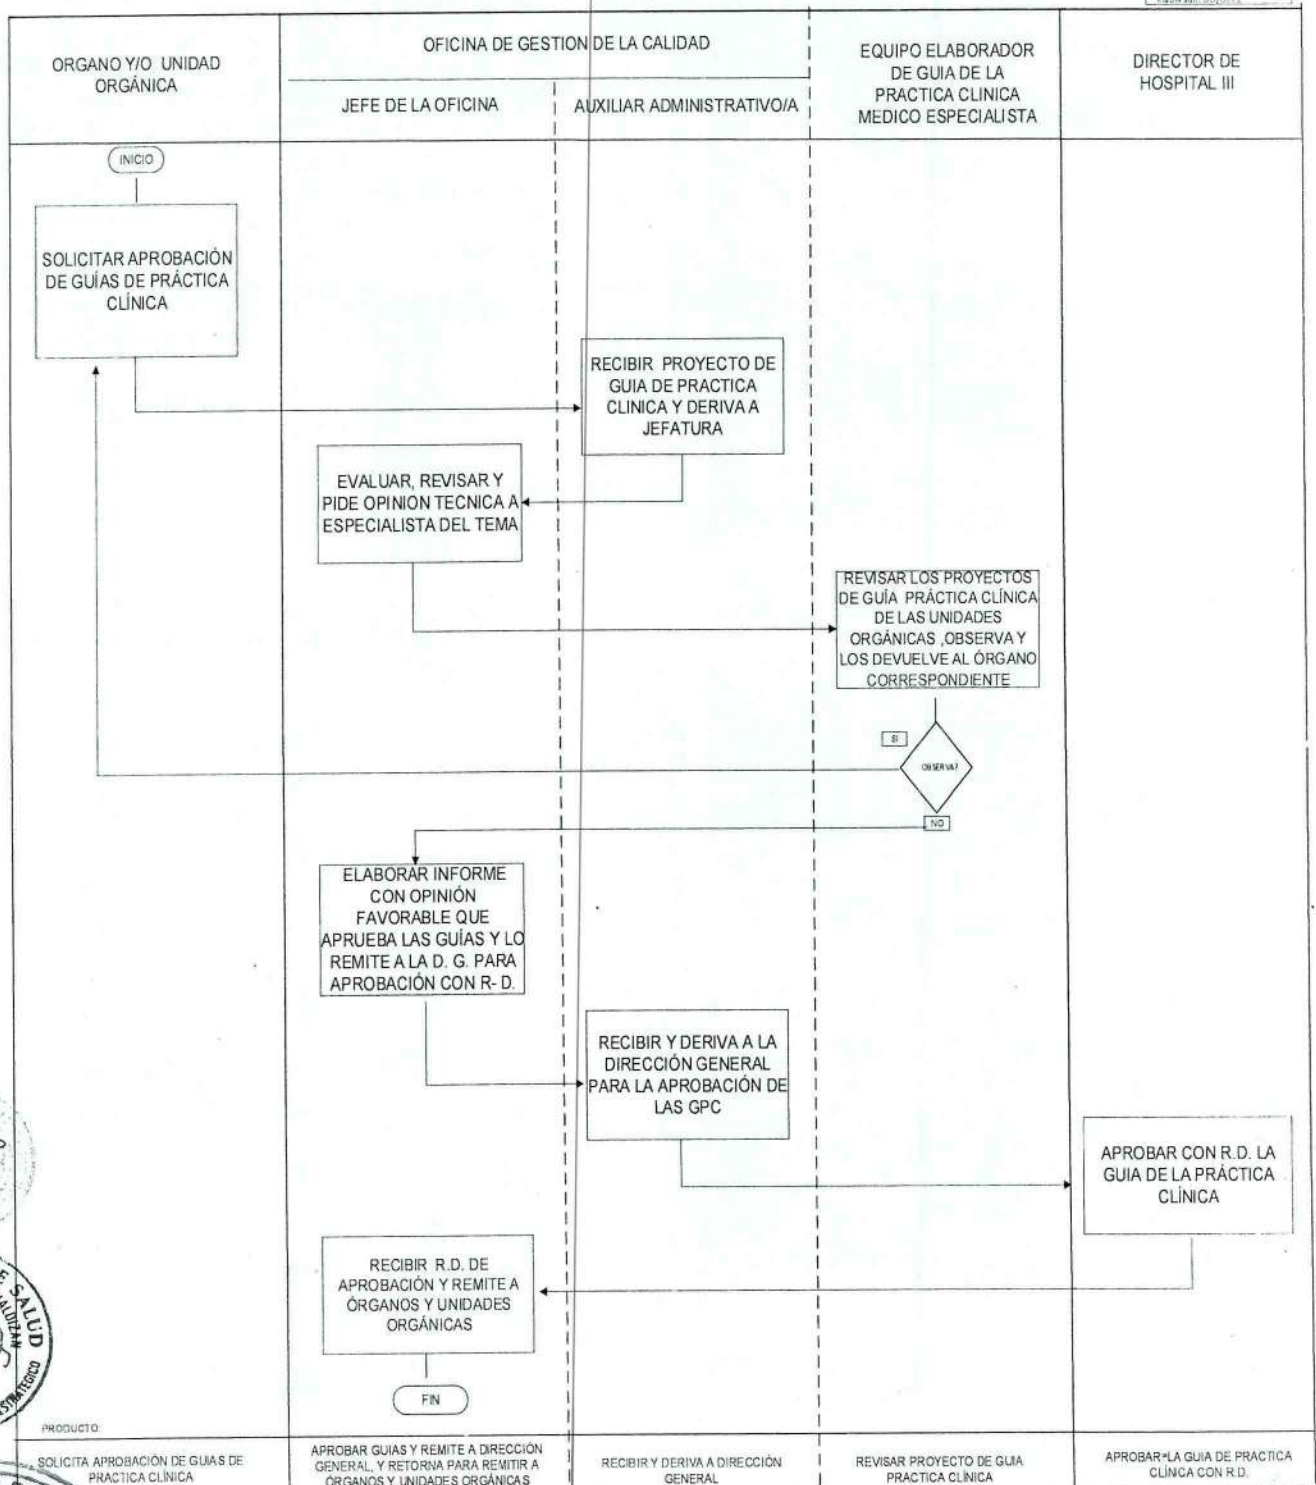 ORGANO Y/O UNIDAD
ORGÁNICA
OFICINA DE GESTION DE LA CALIDAD
JEFE DE LA OFICINA
AUXILIAR ADMINISTRATIVO/A
EQUIPO ELABORADOR
DE GUIA DE LA
PRACTICA CLINICA
MEDICO ESPECIALISTA
DIRECTOR DE
HOSPITAL III
INICIO
SOLICITAR APROBACIÓN
DE GUÍAS DE PRÁCTICA
CLÍNICA
RECIBIR PROYECTO DE
GUIA DE PRACTICA
CLINICA Y DERIVA A
JEFATURA
EVALUAR, REVISAR Y
PIDE OPINION TECNICA A
ESPECIALISTA DEL TEMA
REVISAR LOS PROYECTOS
DE GUÍA PRÁCTICA CLÍNICA
DE LAS UNIDADES
ORGÁNICAS ,OBSERVA Y
LOS DEVUELVE AL ÓRGANO
CORRESPONDIENTE
SI
OBSERVA?
NO
ELABORAR INFORME
CON OPINIÓN
FAVORABLE QUE
APRUEBA LAS GUÍAS Y LO
REMITE A LA D. G. PARA
APROBACIÓN CON R- D.
RECIBIR Y DERIVA A LA
DIRECCIÓN GENERAL
PARA LA APROBACIÓN DE
LAS GPC
APROBAR CON R.D. LA
GUIA DE LA PRÁCTICA
CLÍNICA
RECIBIR R.D. DE
APROBACIÓN Y REMITE A
ÓRGANOS Y UNIDADES
ORGÁNICAS
FIN
SALUD
PRODUCTO:
SOLICITA APROBACIÓN DE GUIAS DE
PRACTICA CLÍNICA
APROBAR GUIAS Y REMITE A DIRECCIÓN
GENERAL, Y RETORNA PARA REMITIR A
ÓRGANOS Y UNIDADES ORGÁNICAS
RECIBIR Y DERIVA A DIRECCIÓN
GENERAL
REVISAR PROYECTO DE GUIA
PRACTICA CLÍNICA
APROBAR LA GUIA DE PRACTICA
CLÍNICA CON R.D.